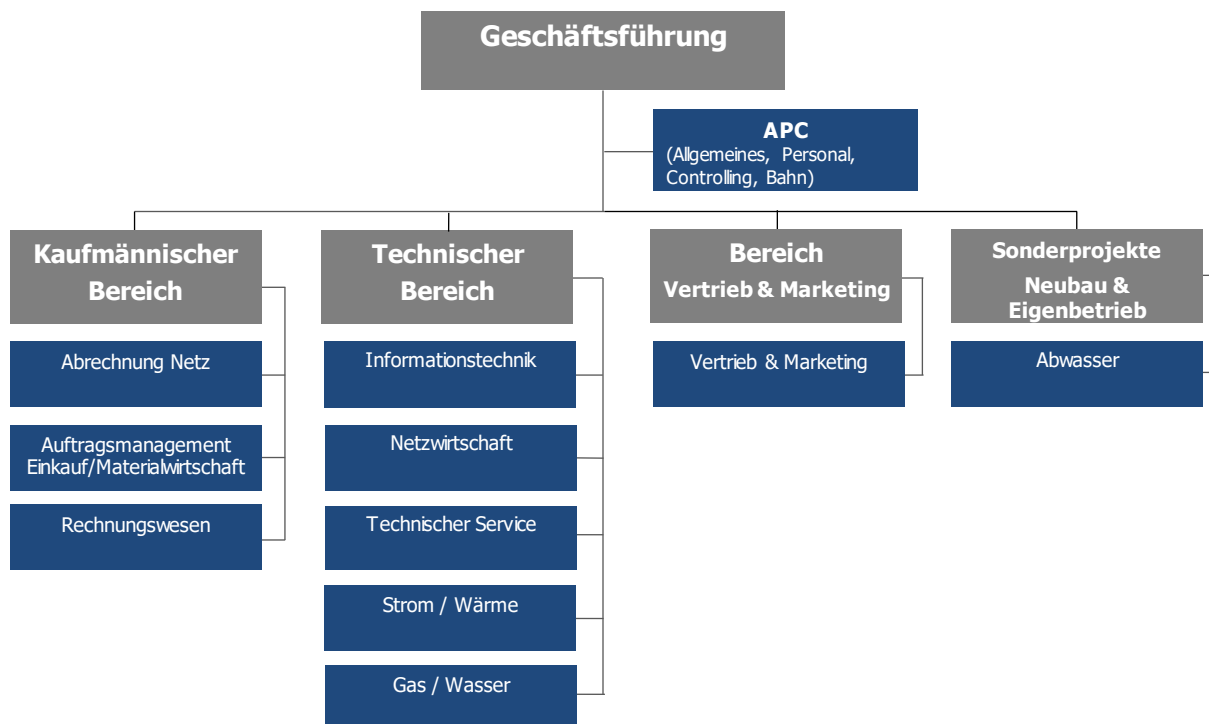 Geschäftsführung
APC
(Allgemeines, Personal,
Controlling, Bahn)
Kaufmännischer
Bereich
Abrechnung Netz
Auftragsmanagement
Einkauf/Materialwirtschaft
Rechnungswesen
Technischer
Bereich
Informationstechnik
Netzwirtschaft
Technischer Service
Strom / Wärme
Gas / Wasser
Bereich
Vertrieb & Marketing
Vertrieb & Marketing
Sonderprojekte
Neubau &
Eigenbetrieb
Abwasser